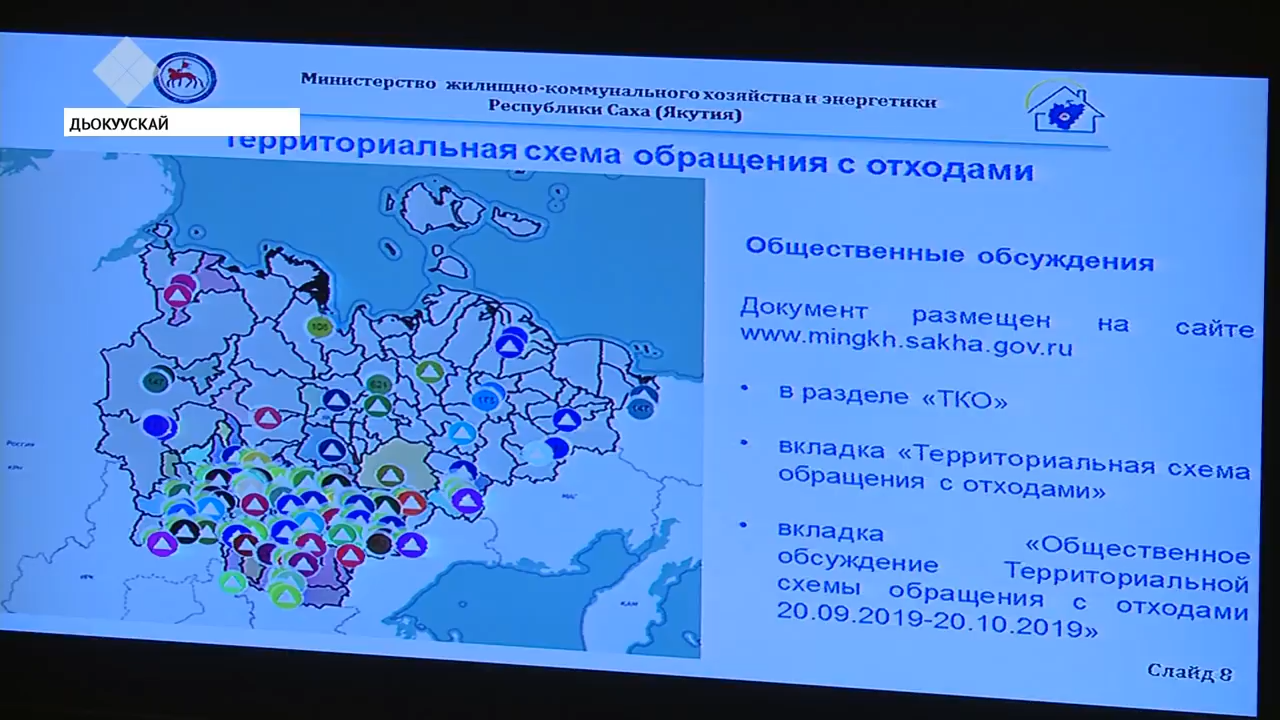 Министерство жилищно-коммунального хозяйства и энергетики
Республики Саха (Якутия)
ДЬОКУУСКАЙ
Территориальная схема обращения с отходами
Общественные обсуждения
Документ размещен на сайте
www.mingkh.sakha.gov.ru
• в разделе «ТКО»
• вкладка «Территориальная схема
обращения с отходами»
• вкладка «Общественное
обсуждение Территориальной
схемы обращения с отходами
20.09.2019-20.10.2019»
Слайд 8